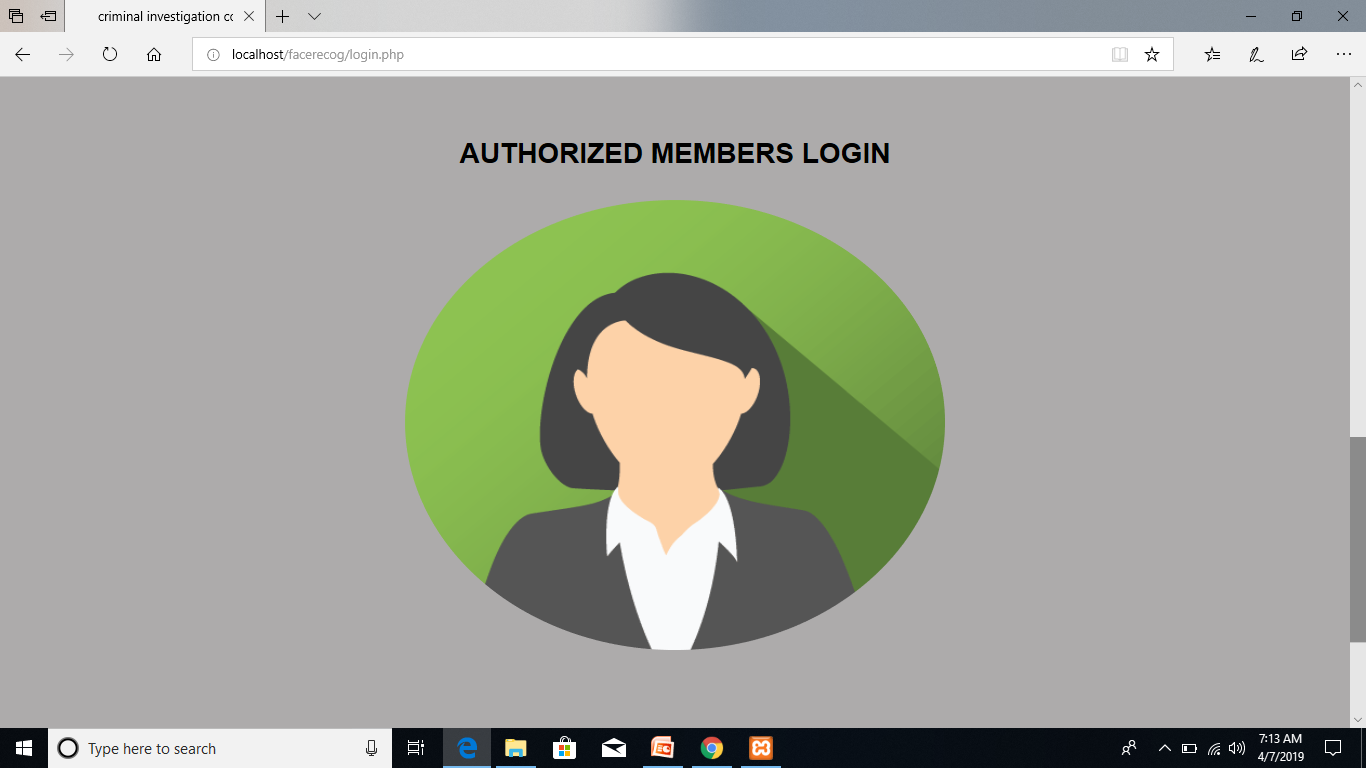 criminal investigation co
localhost/facerecog/login.php
AUTHORIZED MEMBERS LOGIN
Type here to search
7:13 AM
4/7/2019